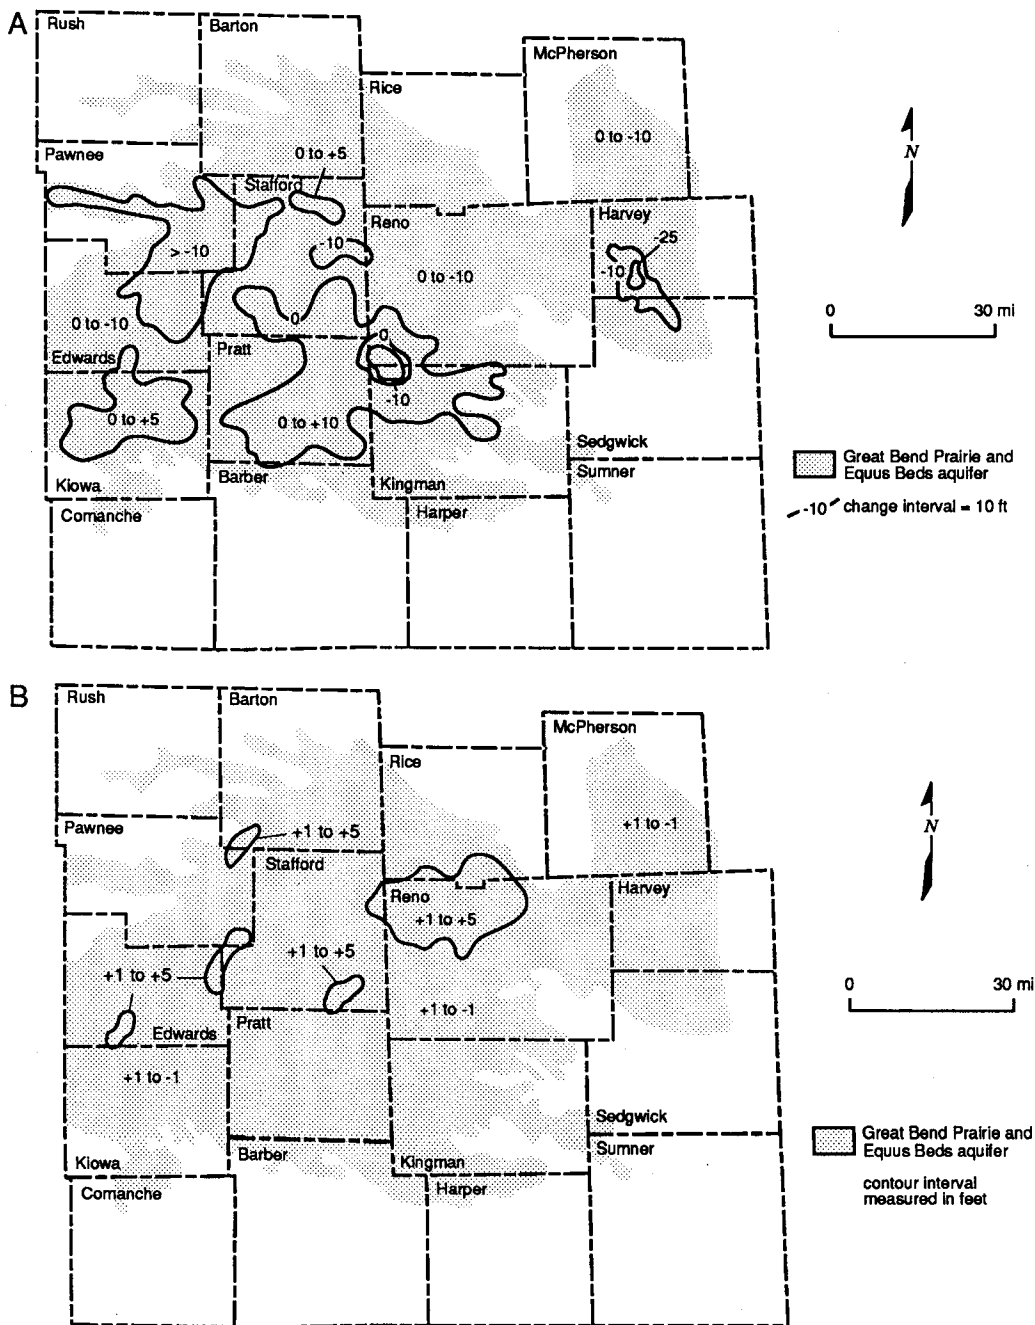 A
Rush
Barton
McPherson
Rice
0 to -10
N
0 to +5
Pawnee
Stafford
Harvey
Reno
-25
-10
> -10
-10
0 to -10
0 30 mi
0 to -10
0
0
Pratt
Edwards
-10
0 to +5
0 to +10
Sedgwick
Great Bend Prairie and
Equus Beds aquifer
Sumner
Barber
Kiowa
Kingman
-10 change interval = 10 ft
Comanche
Harper
B
Rush
Barton
McPherson
Rice
N
+1 to -1
Pawnee
+1 to +5
Stafford
Reno
Harvey
+1 to +5
+1 to +5
+1 to +5
0 30 mi
+1 to -1
Pratt
Edwards
+1 to -1
Sedgwick
Great Bend Prairie and
Equus Beds aquifer
Sumner
Barber
Kiowa
Kingman
Comanche
Harper
contour interval
measured in feet